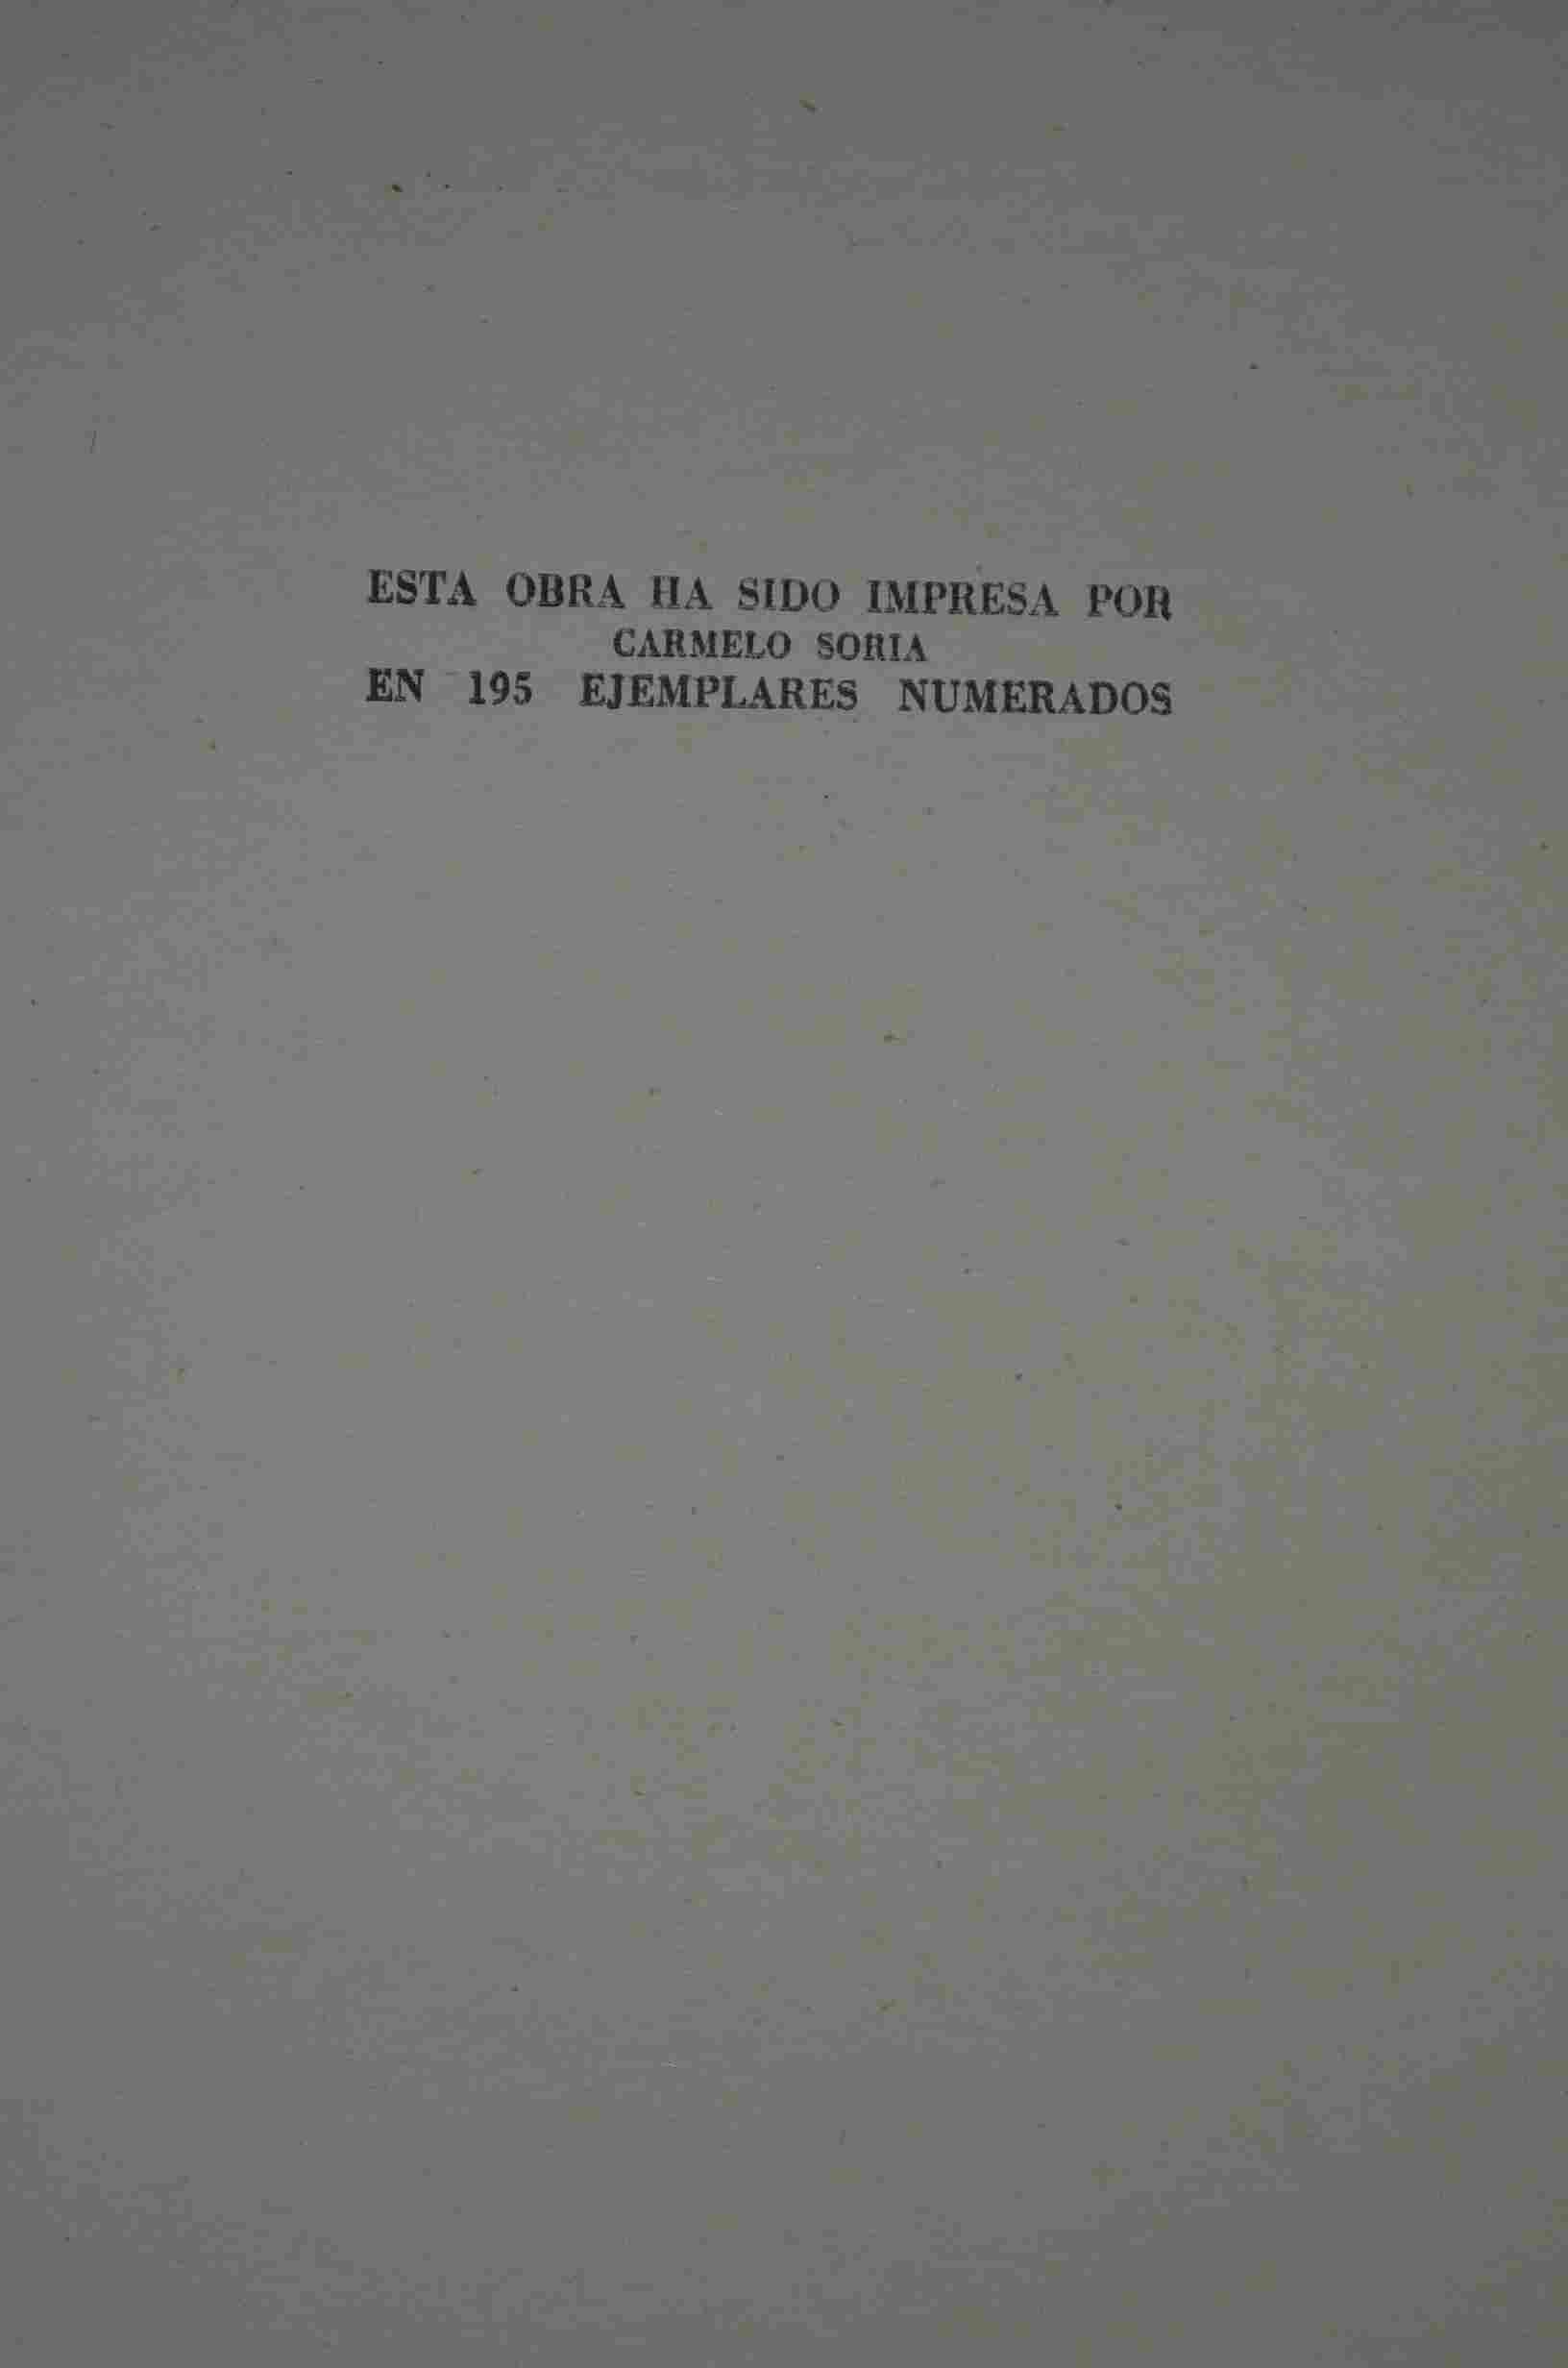 ESTA OBRA HA SIDO IMPRESA POR
CARMELO SORIA
EN 195 EJEMPLARES NUMERADOS